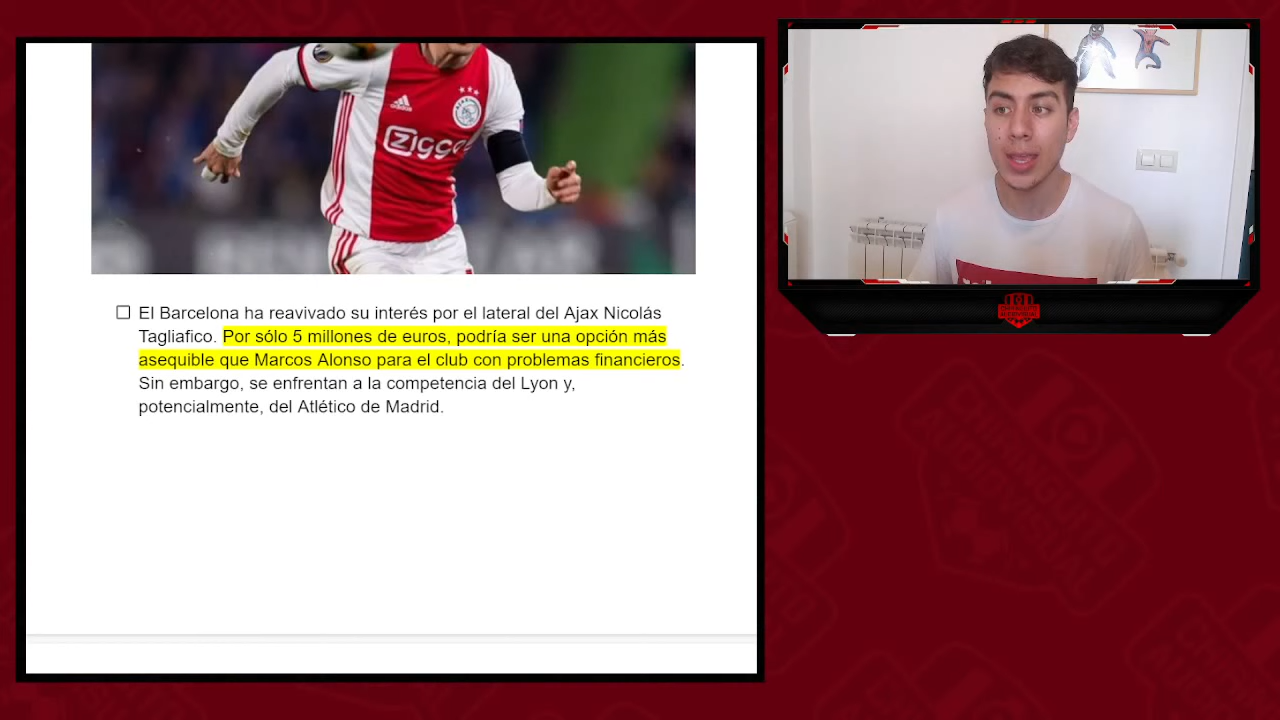 Ziggo
El Barcelona ha reavivado su interés por el lateral del Ajax Nicolás
Tagliafico. Por sólo 5 millones de euros, podría ser una opción más
asequible que Marcos Alonso para el club con problemas financieros.
Sin embargo, se enfrentan a la competencia del Lyon y,
potencialmente, del Atlético de Madrid.
CHIRINGUITO
AUDIOVISUAL